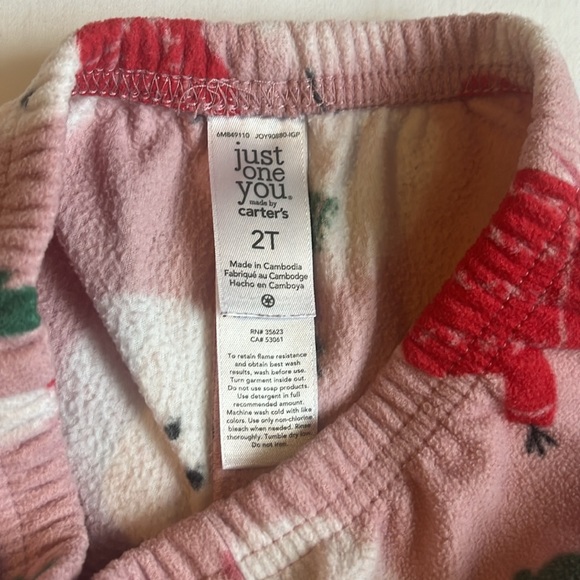 6M849110 JOY90880-IGP
just
one
you®
made by
carter's
2T
Made in Cambodia
Fabriqué au Cambodge
Hecho en Camboya
RN# 35623
CA# 53061
To retain flame resistance
and obtain best wash
results, wash before use.
Turn garment inside out.
Do not use soap products.
Use detergent in full
recommended amount.
Machine wash cold with like
colors. Use only non-chlorine
bleach when needed. Rinse
thoroughly. Tumble dry low.
Do not iron.